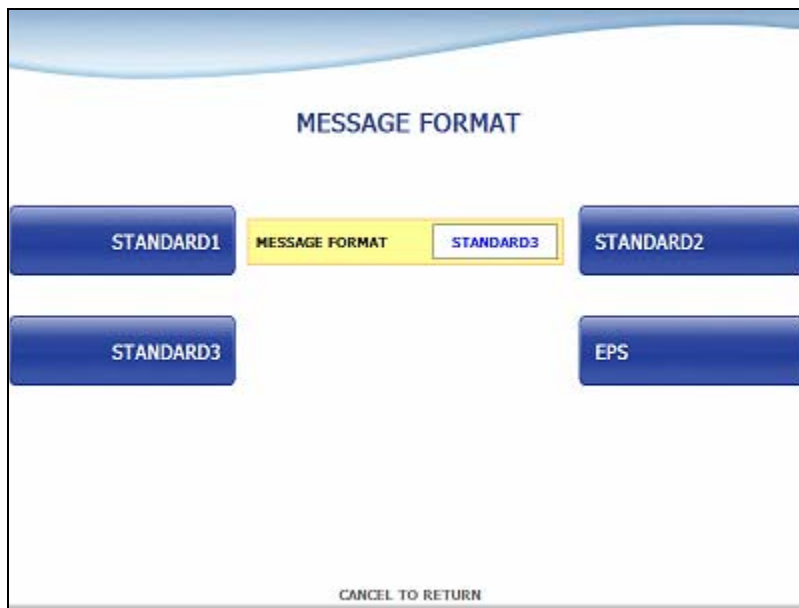 MESSAGE FORMAT
STANDARD1
MESSAGE FORMAT STANDARD3
STANDARD2
STANDARD3
EPS
CANCEL TO RETURN